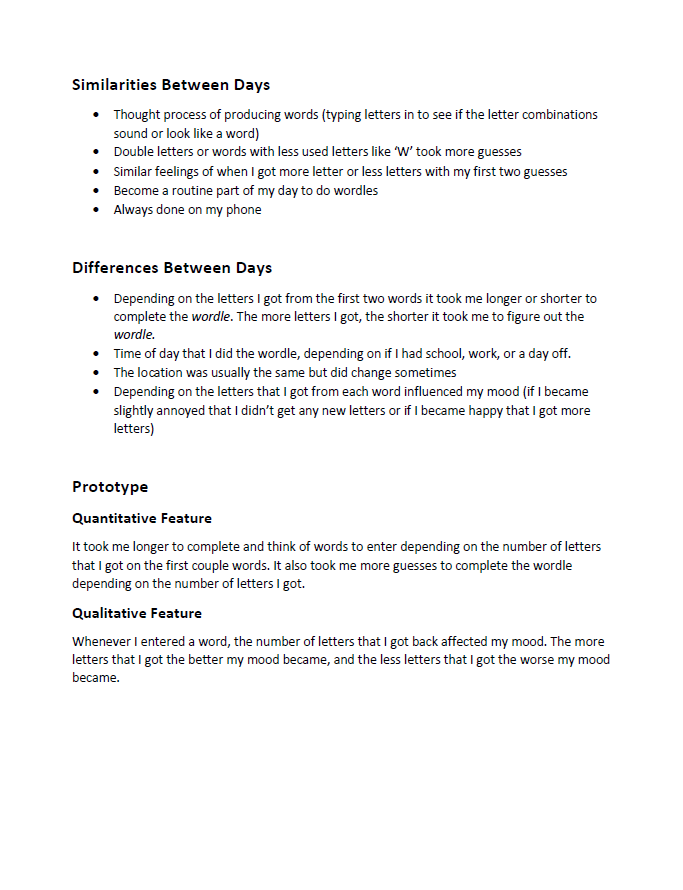 Similarities Between Days
• Thought process of producing words (typing letters in to see if the letter combinations
sound or look like a word)
• Double letters or words with less used letters like ‘W’ took more guesses
• Similar feelings of when I got more letter or less letters with my first two guesses
• Become a routine part of my day to do wordles
• Always done on my phone
Differences Between Days
• Depending on the letters I got from the first two words it took me longer or shorter to
complete the wordle. The more letters I got, the shorter it took me to figure out the
wordle.
• Time of day that I did the wordle, depending on if I had school, work, or a day off.
• The location was usually the same but did change sometimes
• Depending on the letters that I got from each word influenced my mood (if I became
slightly annoyed that I didn’t get any new letters or if I became happy that I got more
letters)
Prototype
Quantitative Feature
It took me longer to complete and think of words to enter depending on the number of letters
that I got on the first couple words. It also took me more guesses to complete the wordle
depending on the number of letters I got.
Qualitative Feature
Whenever I entered a word, the number of letters that I got back affected my mood. The more
letters that I got the better my mood became, and the less letters that I got the worse my mood
became.